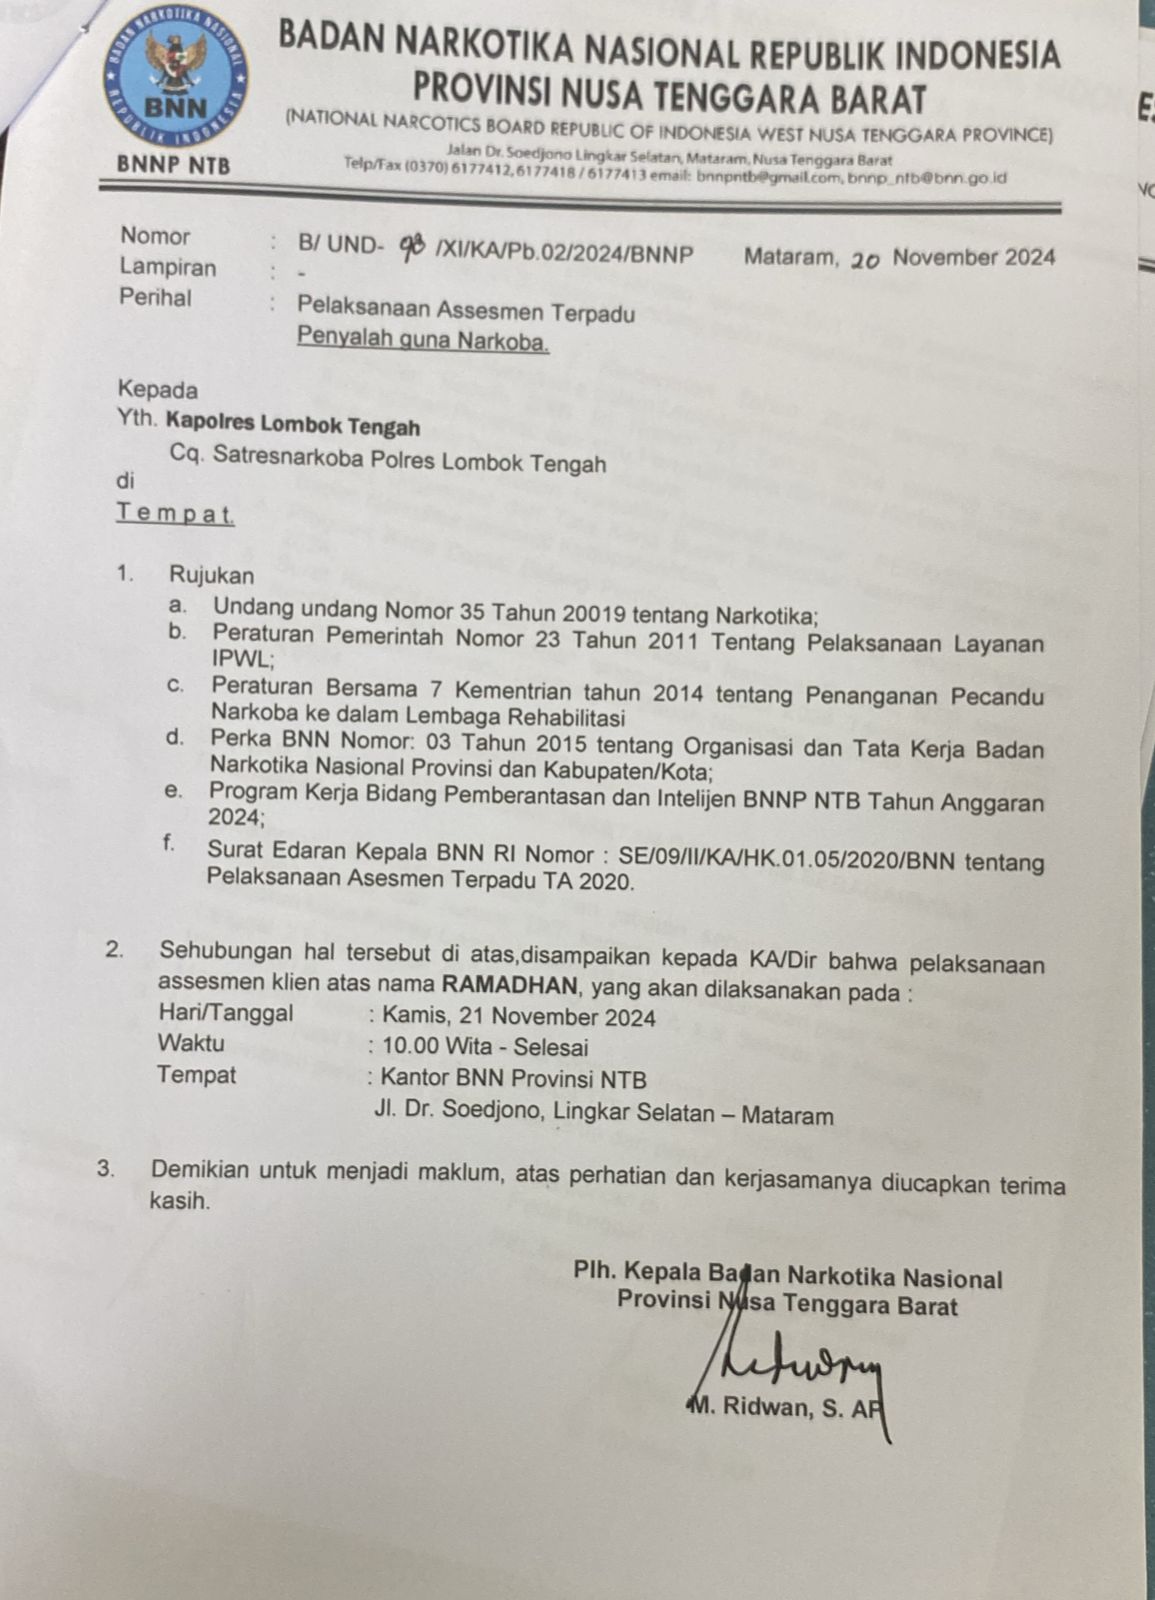 BADAN NARKOTIKA NASIONAL
REPUBLIK INDONESIA
BNN
BNNP NTB
BADAN NARKOTIKA NASIONAL REPUBLIK INDONESIA
PROVINSI NUSA TENGGARA BARAT
(NATIONAL NARCOTICS BOARD REPUBLIC OF INDONESIA WEST NUSA TENGGARA PROVINCE)
Jalan Dr. Soedjono Lingkar Selatan, Mataram, Nusa Tenggara Barat
Telp/Fax (0370) 6177412,6177418 / 6177413 email: bnnpntb@gmail.com, bnnp_ntb@bnn.go.id
Nomor : B/ UND- 98 /XI/KA/Pb.02/2024/BNNP Mataram, 20 November 2024
Lampiran : -
Perihal : Pelaksanaan Assesmen Terpadu
Penyalah guna Narkoba.
Kepada
Yth. Kapolres Lombok Tengah
Cq. Satresnarkoba Polres Lombok Tengah
di
T e m p a t.
1. Rujukan
a. Undang undang Nomor 35 Tahun 20019 tentang Narkotika;
b. Peraturan Pemerintah Nomor 23 Tahun 2011 Tentang Pelaksanaan Layanan
IPWL;
c. Peraturan Bersama 7 Kementrian tahun 2014 tentang Penanganan Pecandu
Narkoba ke dalam Lembaga Rehabilitasi
d. Perka BNN Nomor: 03 Tahun 2015 tentang Organisasi dan Tata Kerja Badan
Narkotika Nasional Provinsi dan Kabupaten/Kota;
e. Program Kerja Bidang Pemberantasan dan Intelijen BNNP NTB Tahun Anggaran
2024;
f. Surat Edaran Kepala BNN RI Nomor : SE/09/II/KA/HK.01.05/2020/BNN tentang
Pelaksanaan Asesmen Terpadu TA 2020.
2. Sehubungan hal tersebut di atas,disampaikan kepada KA/Dir bahwa pelaksanaan
assesmen klien atas nama RAMADHAN, yang akan dilaksanakan pada :
Hari/Tanggal : Kamis, 21 November 2024
Waktu : 10.00 Wita - Selesai
Tempat : Kantor BNN Provinsi NTB
Jl. Dr. Soedjono, Lingkar Selatan – Mataram
3. Demikian untuk menjadi maklum, atas perhatian dan kerjasamanya diucapkan terima
kasih.
Plh. Kepala Badan Narkotika Nasional
Provinsi Nusa Tenggara Barat
M. Ridwan, S. AP